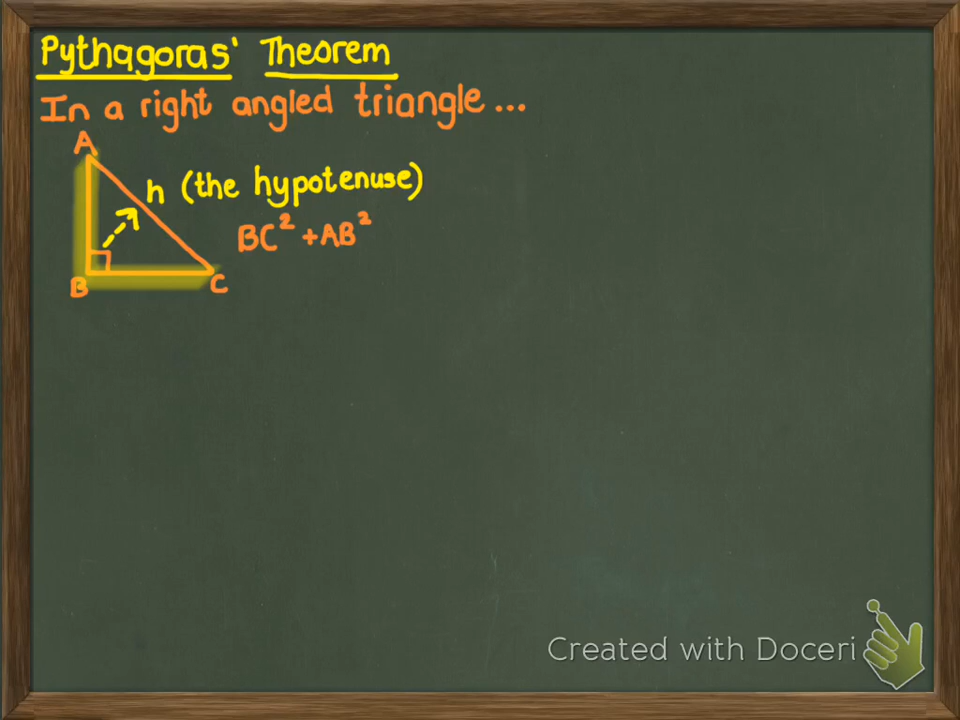 Pythagoras' Theorem
In a right angled triangle...
A
h (the hypotenuse)
BC² + AB²
B
C
Created with Doceri